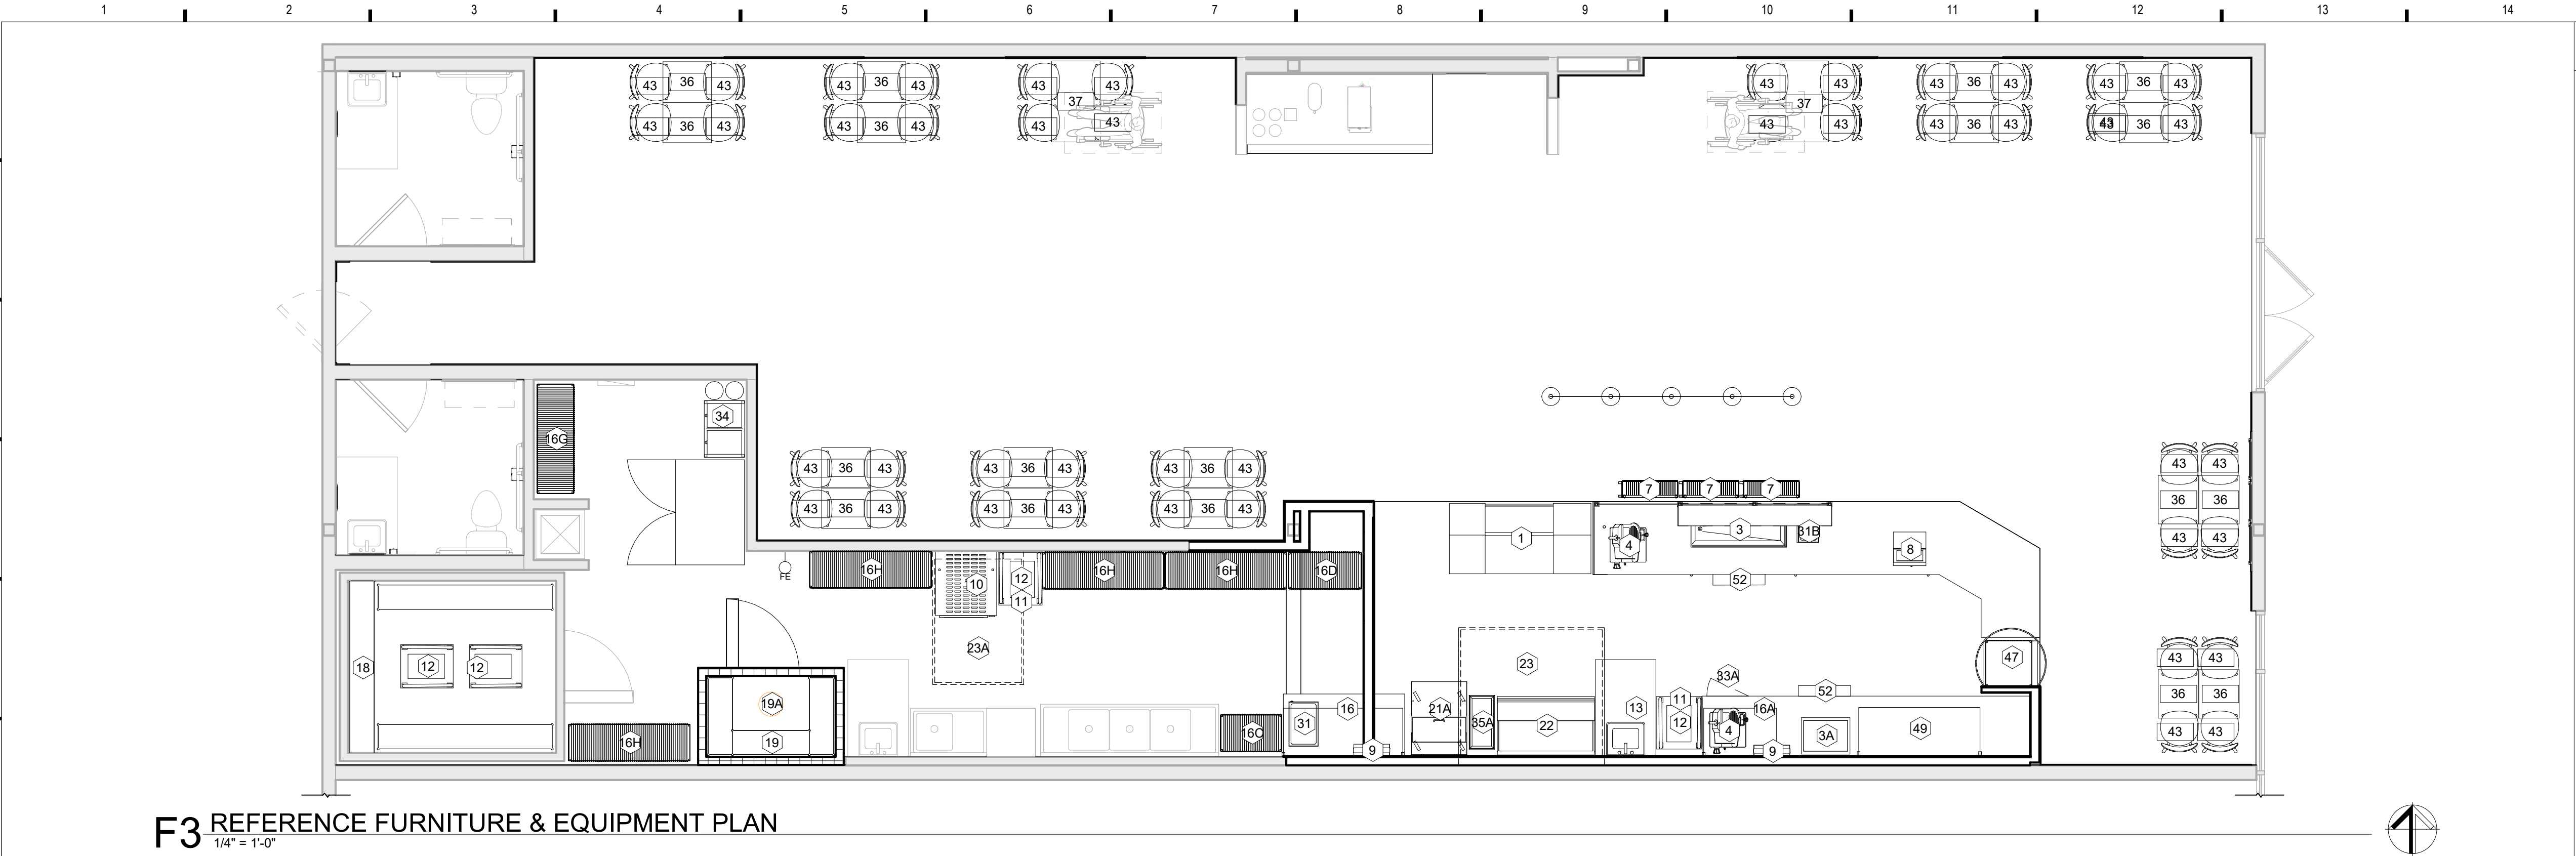 1 2 3 4 5 6 7 8 9 10 11 12 13 14
43 36 43 43 36 43 43 43 43 43 36 43 43 36 43
37 37
43 36 43 43 36 43 43 43 43 43 43 36 43 43 36 43
34
16G
43 36 43 43 36 43 43 36 43 43 43
7 7 7
36 36
43 36 43 43 36 43 43 36 43
3 31B
1 4 8 43 43
FE 16H 10 12 16H 16H 16D
52
11
23A
18 12 12 23 47 43 43
33A
19A 52 36 36
16 21A 13 11 16A
31 35A 22 12 4 3A 49 43 43
16H 19 16C
9 9
F3 REFERENCE FURNITURE & EQUIPMENT PLAN
1/4" = 1'-0"